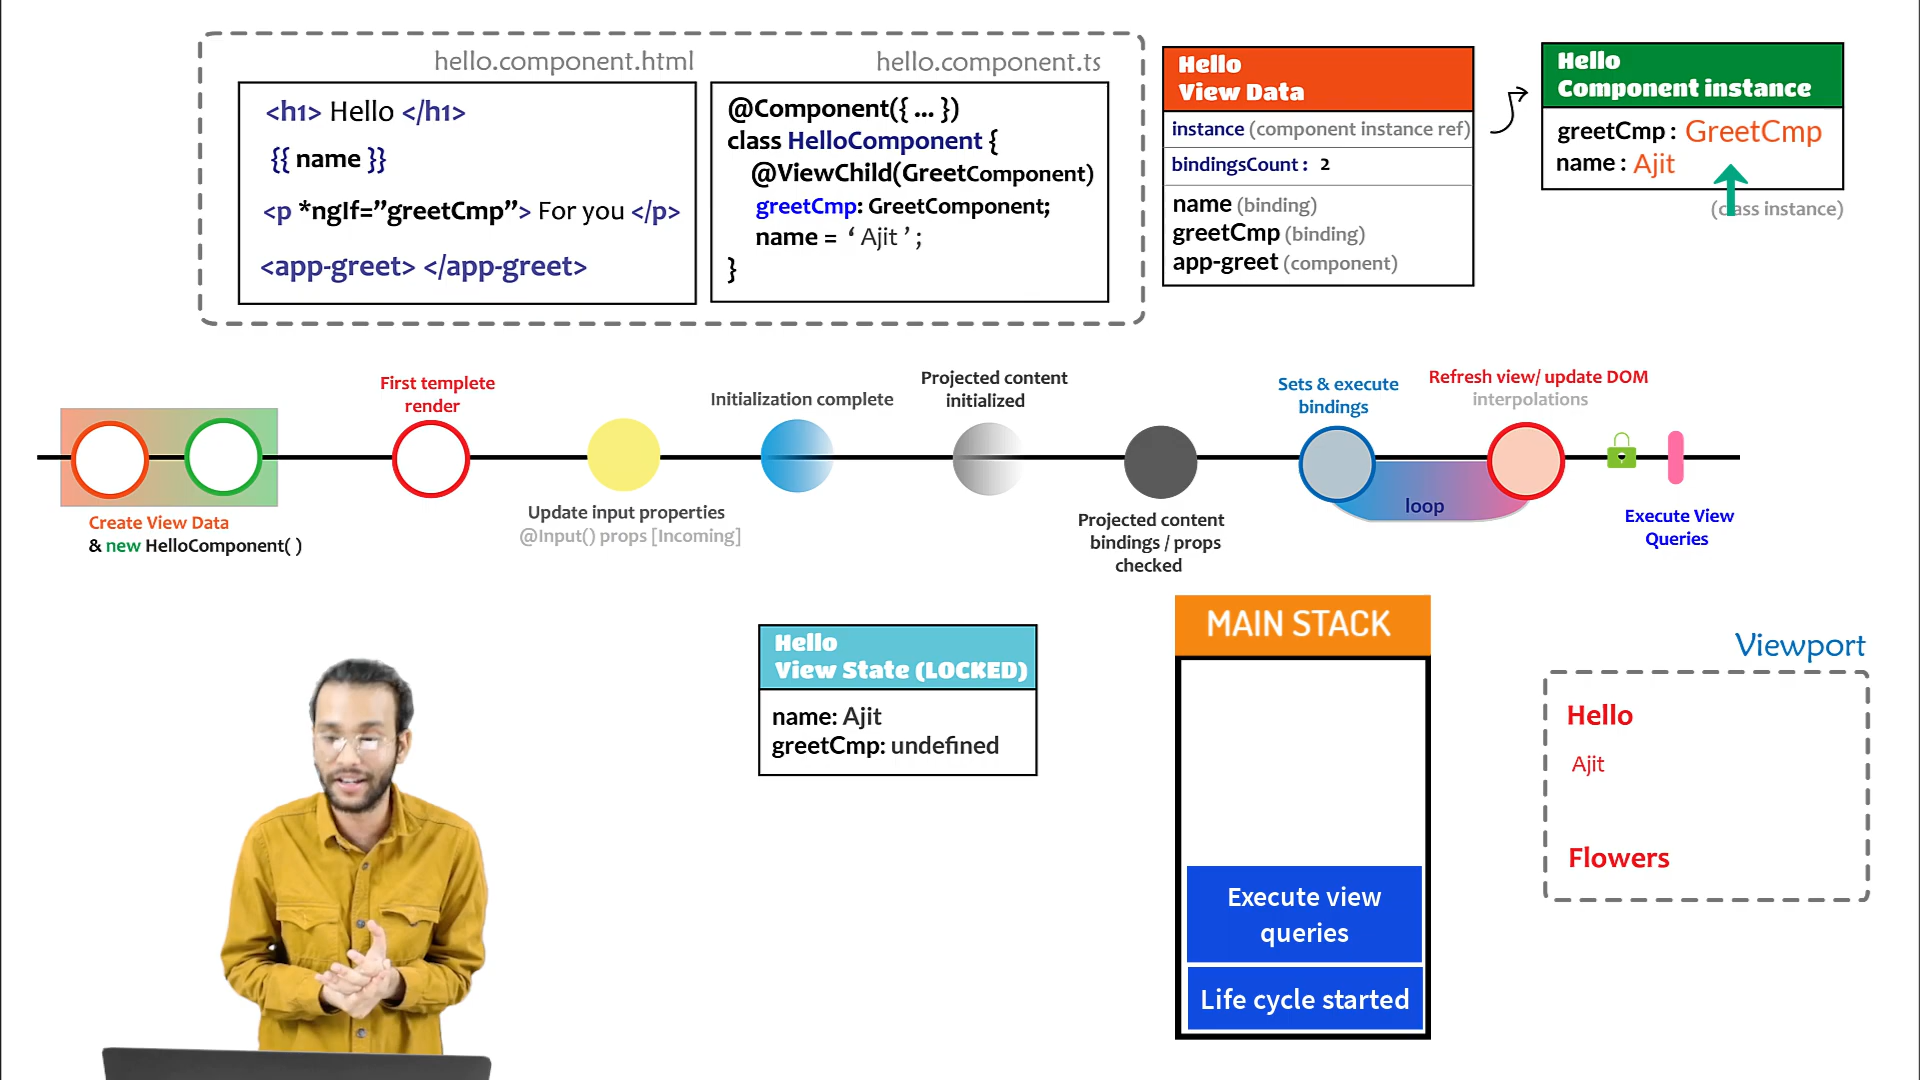 hello.component.html
<h1> Hello </h1>
{{ name }}
<p *ngIf=”greetCmp”> For you </p>
<app-greet> </app-greet>
hello.component.ts
@Component({ ... })
class HelloComponent {
@ViewChild(GreetComponent)
greetCmp: GreetComponent;
name = ‘ Ajit ’ ;
}
Hello
View Data
instance (component instance ref)
bindingsCount : 2
name (binding)
greetCmp (binding)
app-greet (component)
Hello
Component instance
greetCmp : GreetCmp
name : Ajit
(class instance)
Create View Data
& new HelloComponent( )
First templete
render
Update input properties
@Input() props [Incoming]
Initialization complete
Projected content
initialized
Projected content
bindings / props
checked
Sets & execute
bindings
loop
Refresh view/ update DOM
interpolations
Execute View
Queries
Hello
View State (LOCKED)
name: Ajit
greetCmp: undefined
MAIN STACK
Execute view
queries
Life cycle started
Viewport
Hello
Ajit
Flowers